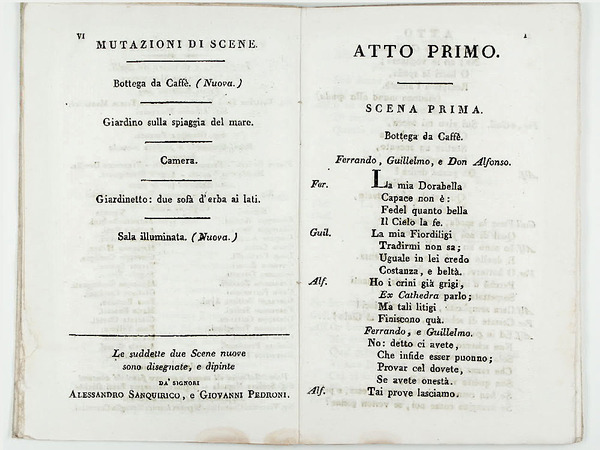 VI
MUTAZIONI DI SCENE.
Bottega da Caffè. (Nuova.)
Giardino sulla spiaggia del mare.
Camera.
Giardinetto: due sofà d'erba ai lati.
Sala illuminata. (Nuova.)
Le suddette due Scene nuove
sono disegnate, e dipinte
DA' SIGNORI
ALESSANDRO SANQUIRICO, E GIOVANNI PEDRONI.
1
ATTO PRIMO.
SCENA PRIMA.
Bottega da Caffè.
Ferrando, Guillelmo, e Don Alfonso.
Fer. La mia Dorabella
Capace non è:
Fedel quanto bella
Il Cielo la fe.
Guil. La mia Fiordiligi
Tradirmi non sa;
Uguale in lei credo
Costanza, e beltà.
Alf. Ho i crini già grigi,
Ex Cathedra parlo;
Ma tali litigi
Finiscono quà.
Ferrando, e Guillelmo.
No: detto ci avete,
Che infide esser puonno;
Provar cel dovete,
Se avete onestà.
Alf. Tai prove lasciamo.